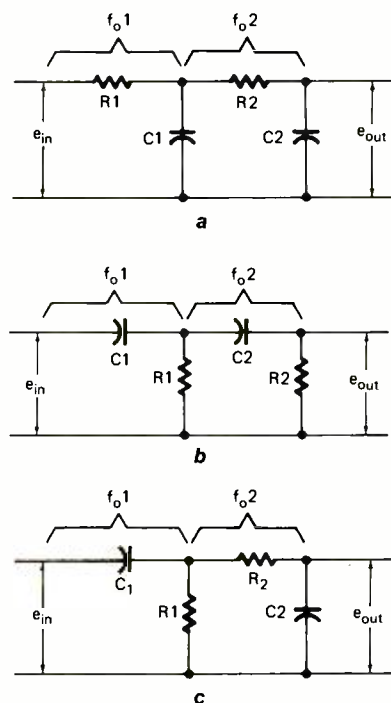 fo1 fo2
R1 R2
ein C1 C2 eout
a
fo1 fo2
C1 C2
ein R1 R2 eout
b
fo1 fo2
C1 R2
ein R1 C2 eout
c